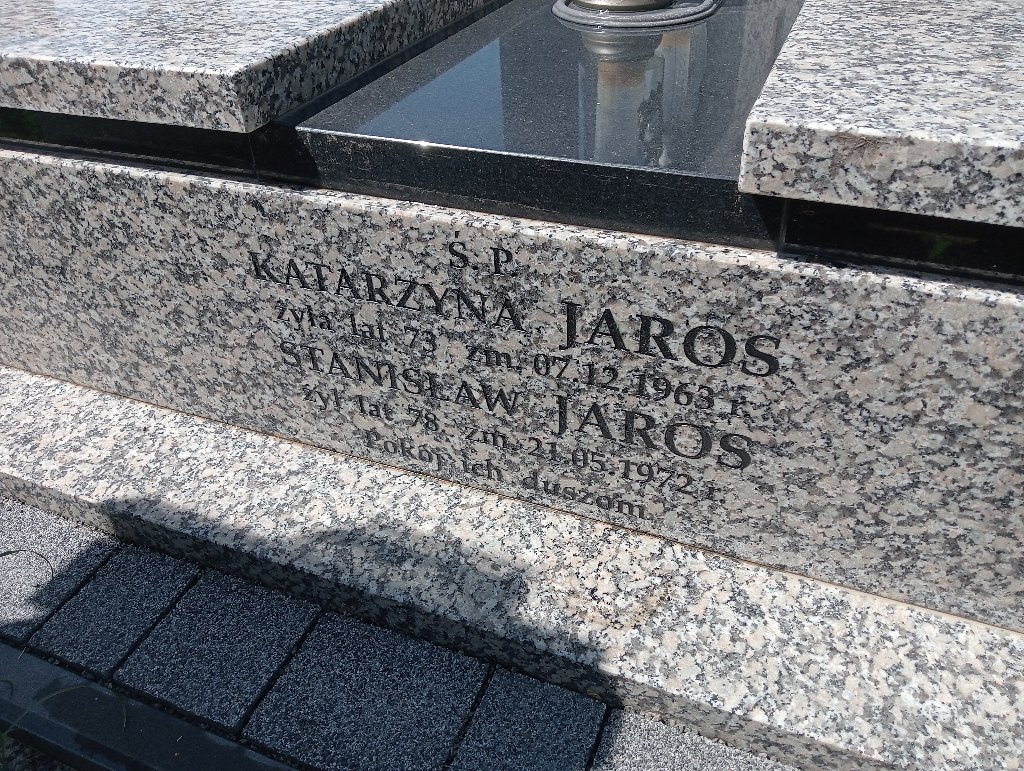 Ś. P.
KATARZYNA JAROS
żyła lat 73 zm. 07.12.1963 r.
STANISŁAW JAROS
żył lat 78 zm. 21.05.1972 r.
Pokój ich duszom